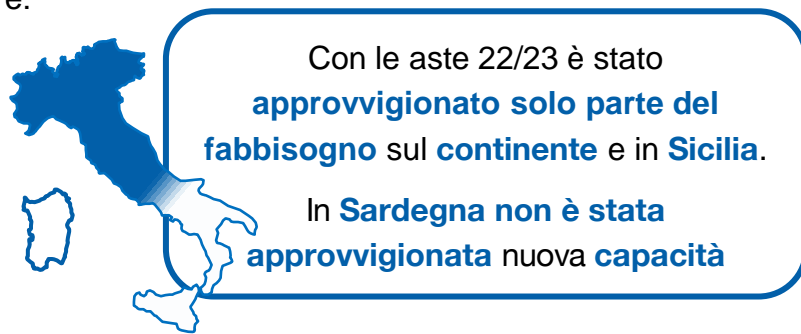 e.
Con le aste 22/23 è stato
approvvigionato solo parte del
fabbisogno sul continente e in Sicilia.
In Sardegna non è stata
approvvigionata nuova capacità